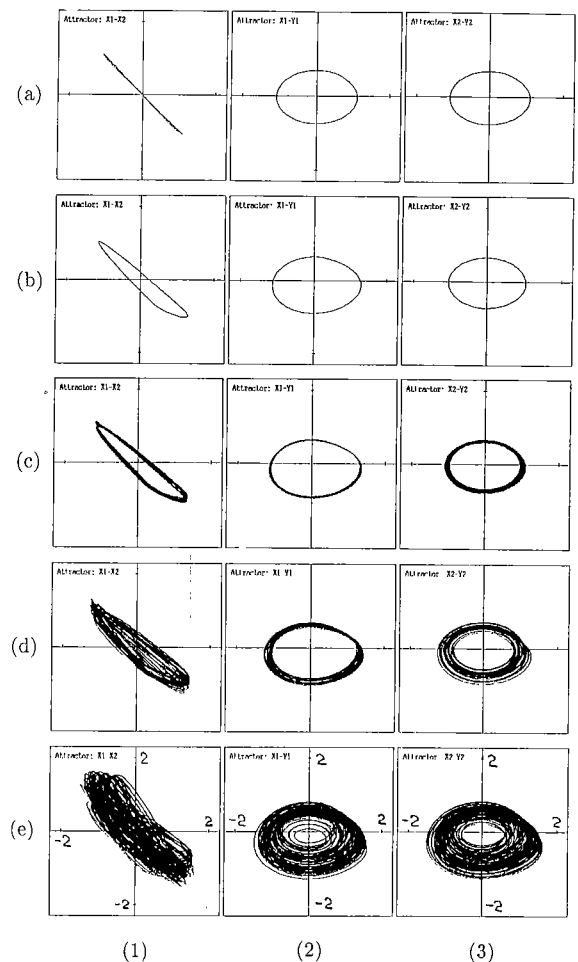 Attractor: X1-X2
Attractor: X1-Y1
Attractor: X2-Y2
(a)
Attractor: X1-X2
Attractor: X1-Y1
Attractor: X2-Y2
(b)
Attractor: X1-X2
Attractor: X1-Y1
Attractor: X2-Y2
(c)
Attractor: X1-X2
Attractor: X1 Y1
Attractor: X2-Y2
(d)
Attractor: X1 X2
Attractor: X1-Y1
Attractor: X2 Y2
2
2
2
(e)
-2
2
-2
2
-2
2
-2
-2
-2
(1)
(2)
(3)